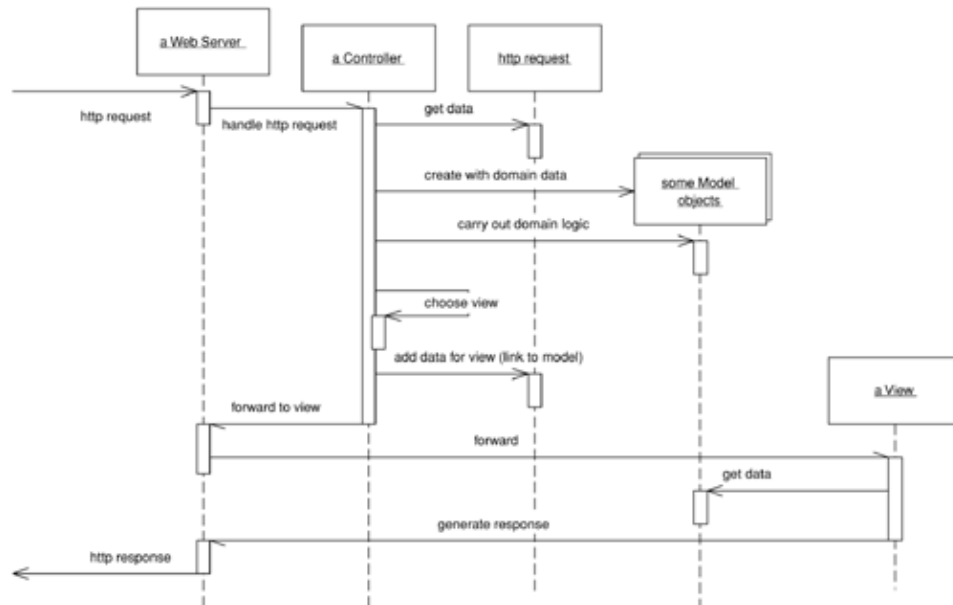 a Web Server
a Controller
http request
http request
handle http request
get data
create with domain data
some Model
objects
carry out domain logic
choose view
add data for view (link to model)
a View
forward to view
forward
get data
generate response
http response